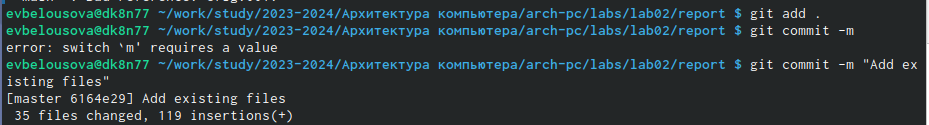 evbelousova@dk8n77 ~/work/study/2023-2024/Архитектура компьютера/arch-pc/labs/lab02/report $ git add .
evbelousova@dk8n77 ~/work/study/2023-2024/Архитектура компьютера/arch-pc/labs/lab02/report $ git commit -m
error: switch `m' requires a value
evbelousova@dk8n77 ~/work/study/2023-2024/Архитектура компьютера/arch-pc/labs/lab02/report $ git commit -m "Add ex
isting files"
[master 6164e29] Add existing files
 35 files changed, 119 insertions(+)